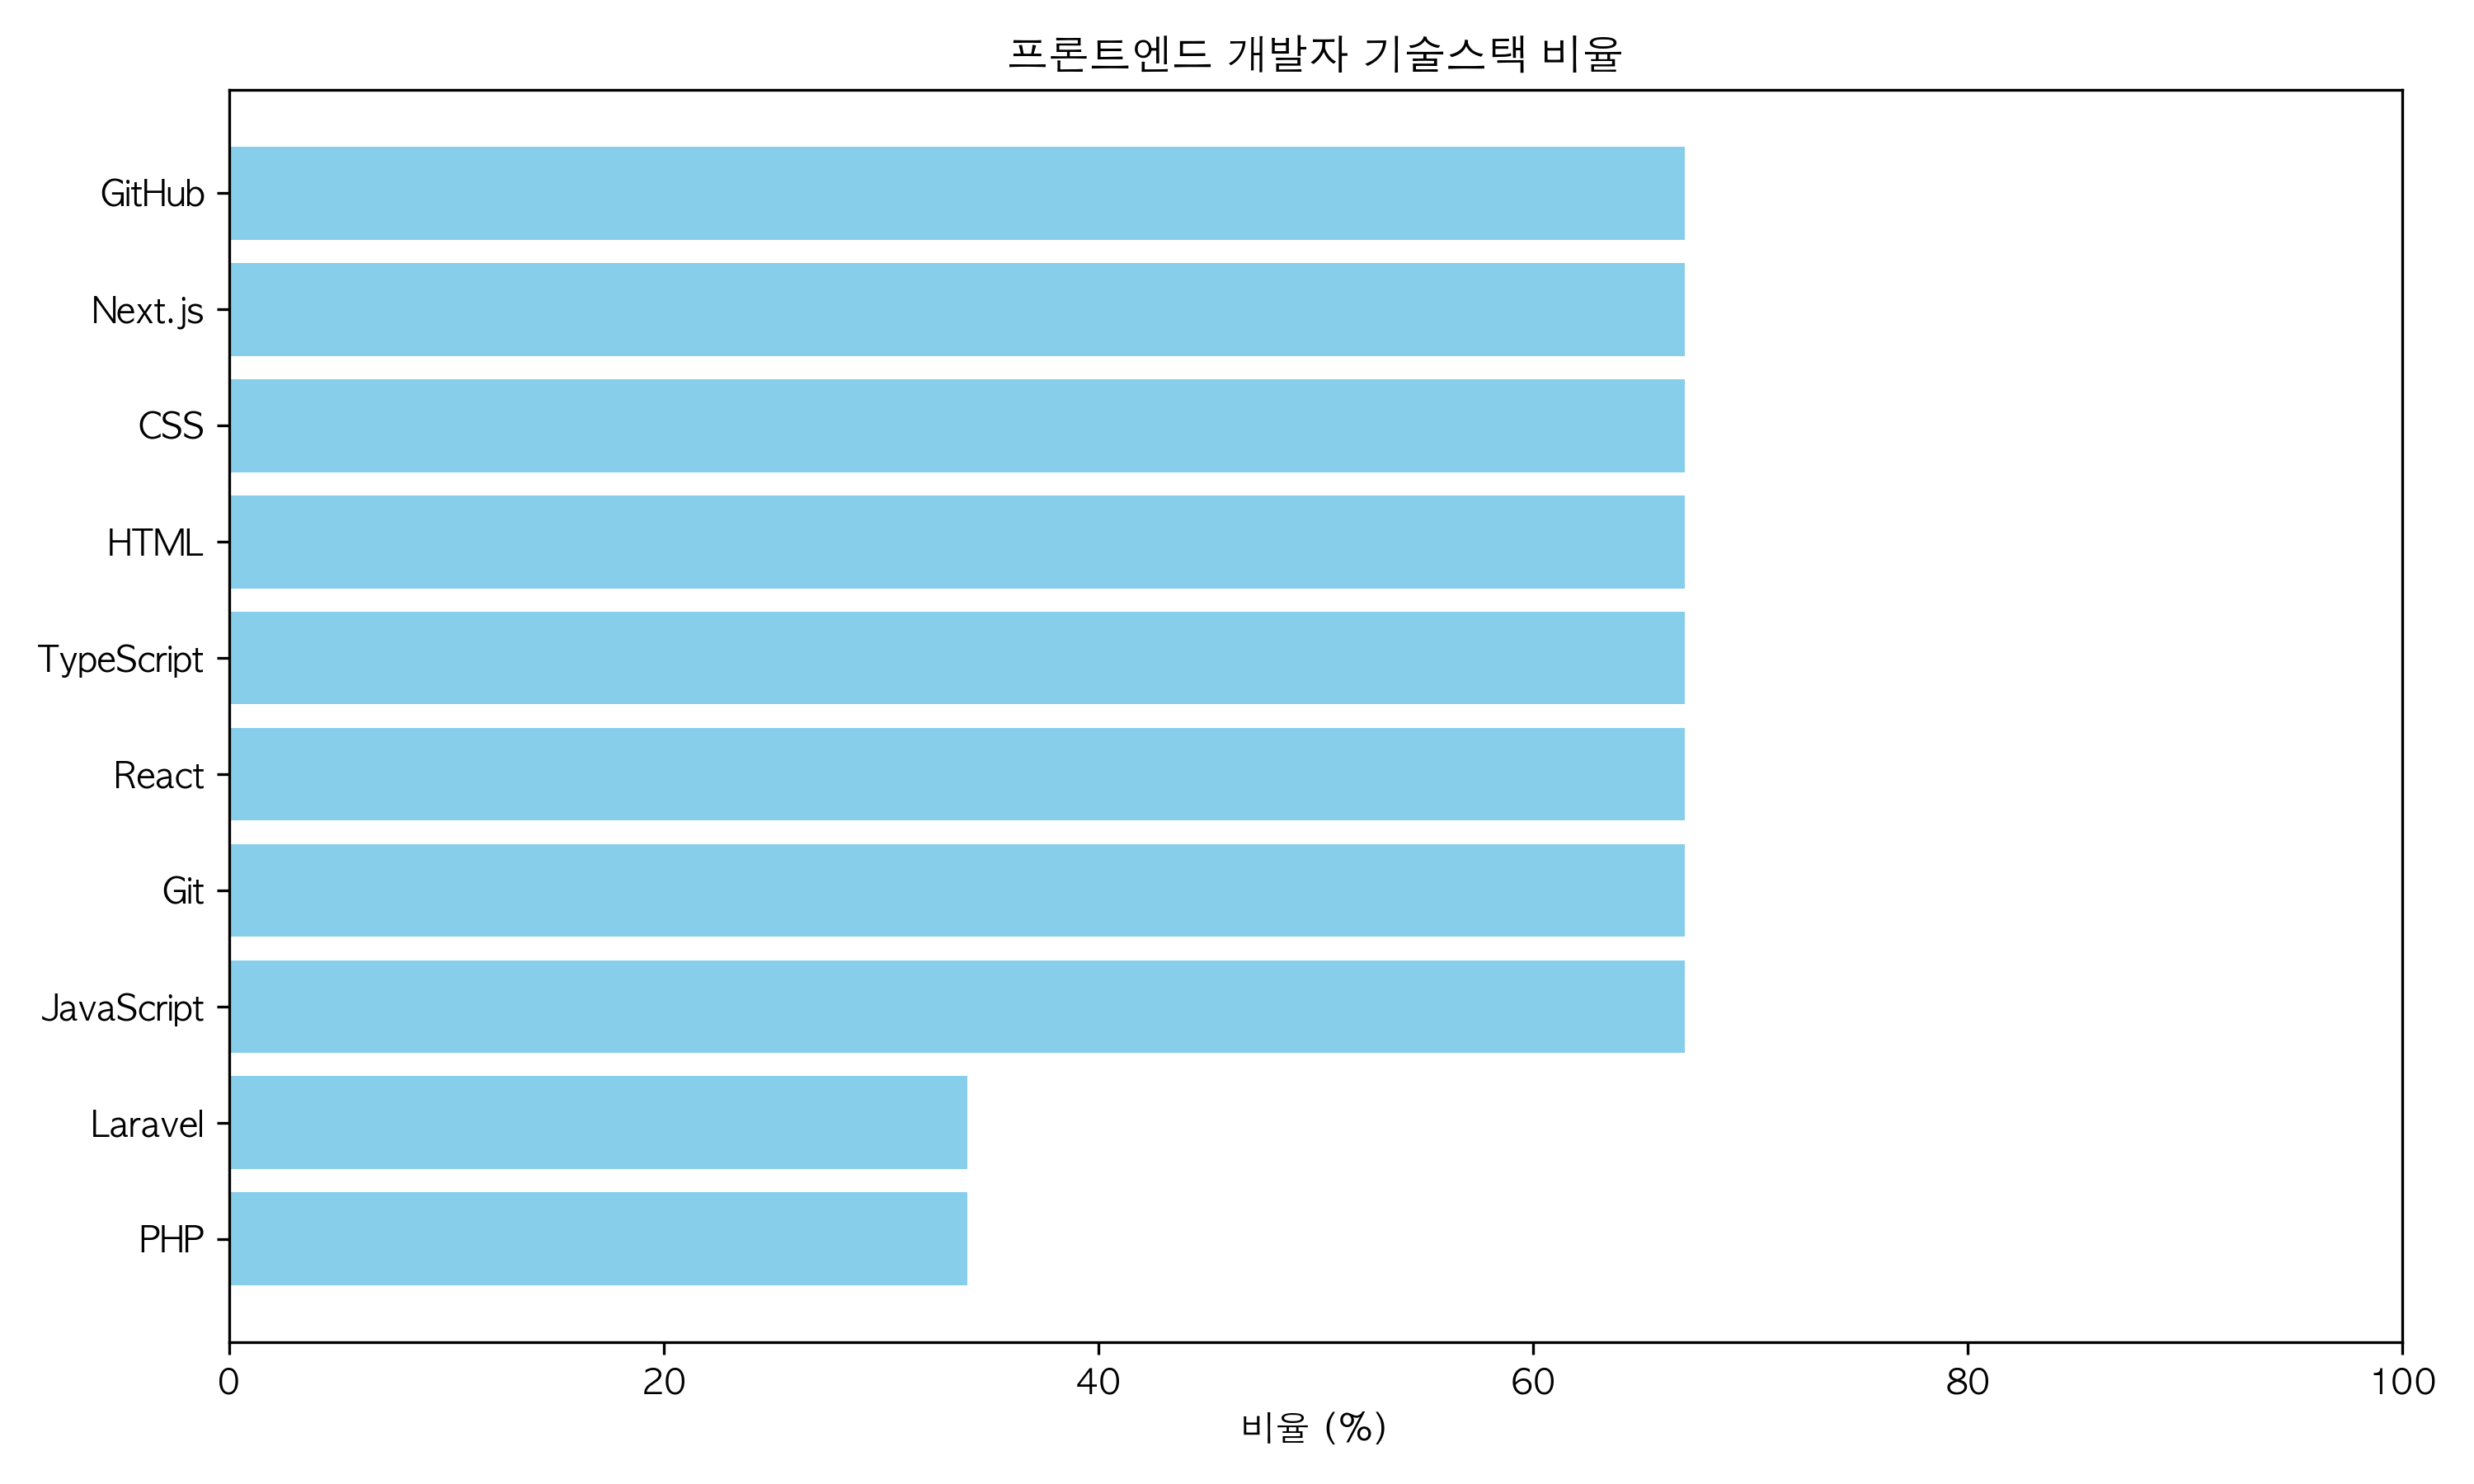 프론트엔드 개발자 기술스택 비율
GitHub
Next.js
CSS
HTML
TypeScript
React
Git
JavaScript
Laravel
PHP
0 20 40 60 80 100
비율 (%)